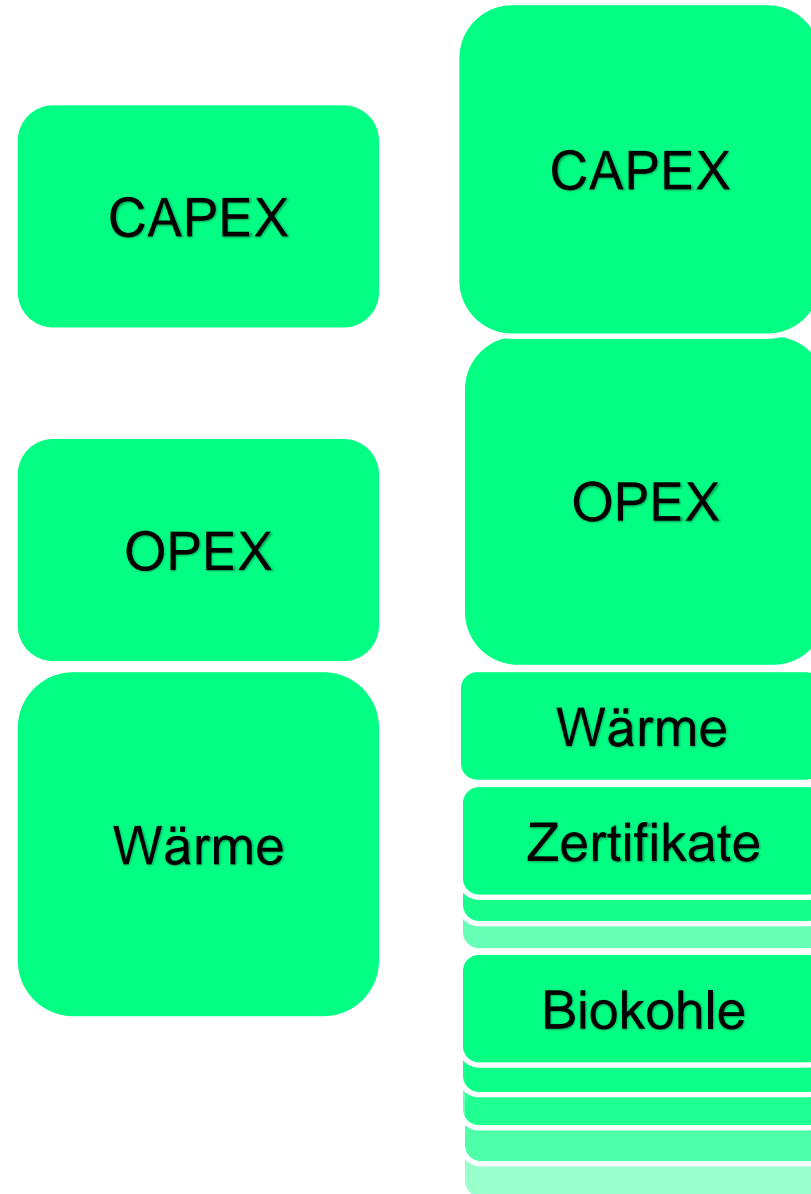 CAPEX
OPEX
Wärme
CAPEX
OPEX
Wärme
Zertifikate
Biokohle